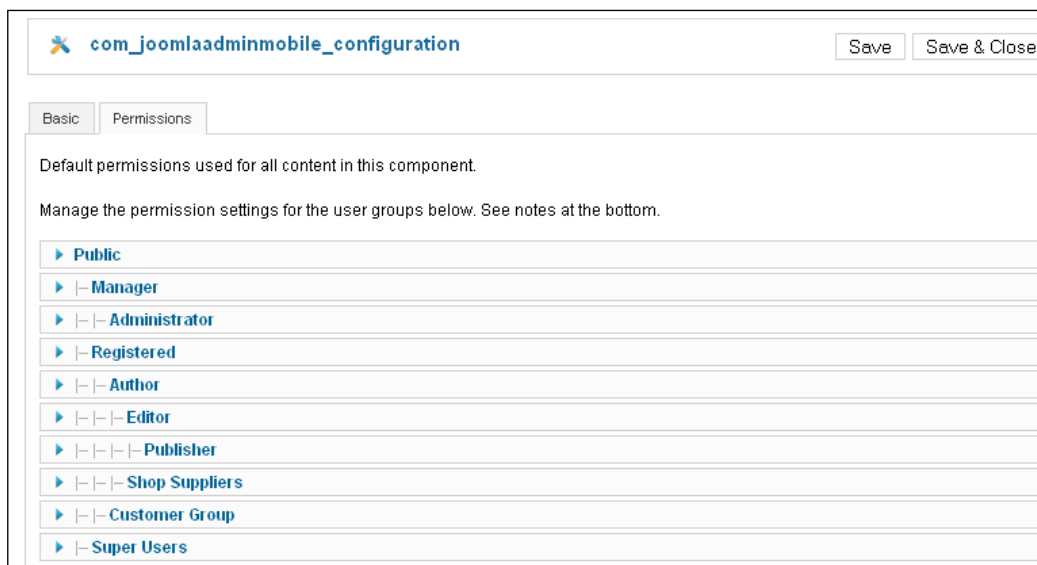 com_joomlaadminmobile_configuration
Save
Save & Close
Basic
Permissions
Default permissions used for all content in this component.
Manage the permission settings for the user groups below. See notes at the bottom.
Public
|– Manager
|– |– Administrator
|– Registered
|– |– Author
|– |– |– Editor
|– |– |– |– Publisher
|– |– |– Shop Suppliers
|– |– Customer Group
|– Super Users